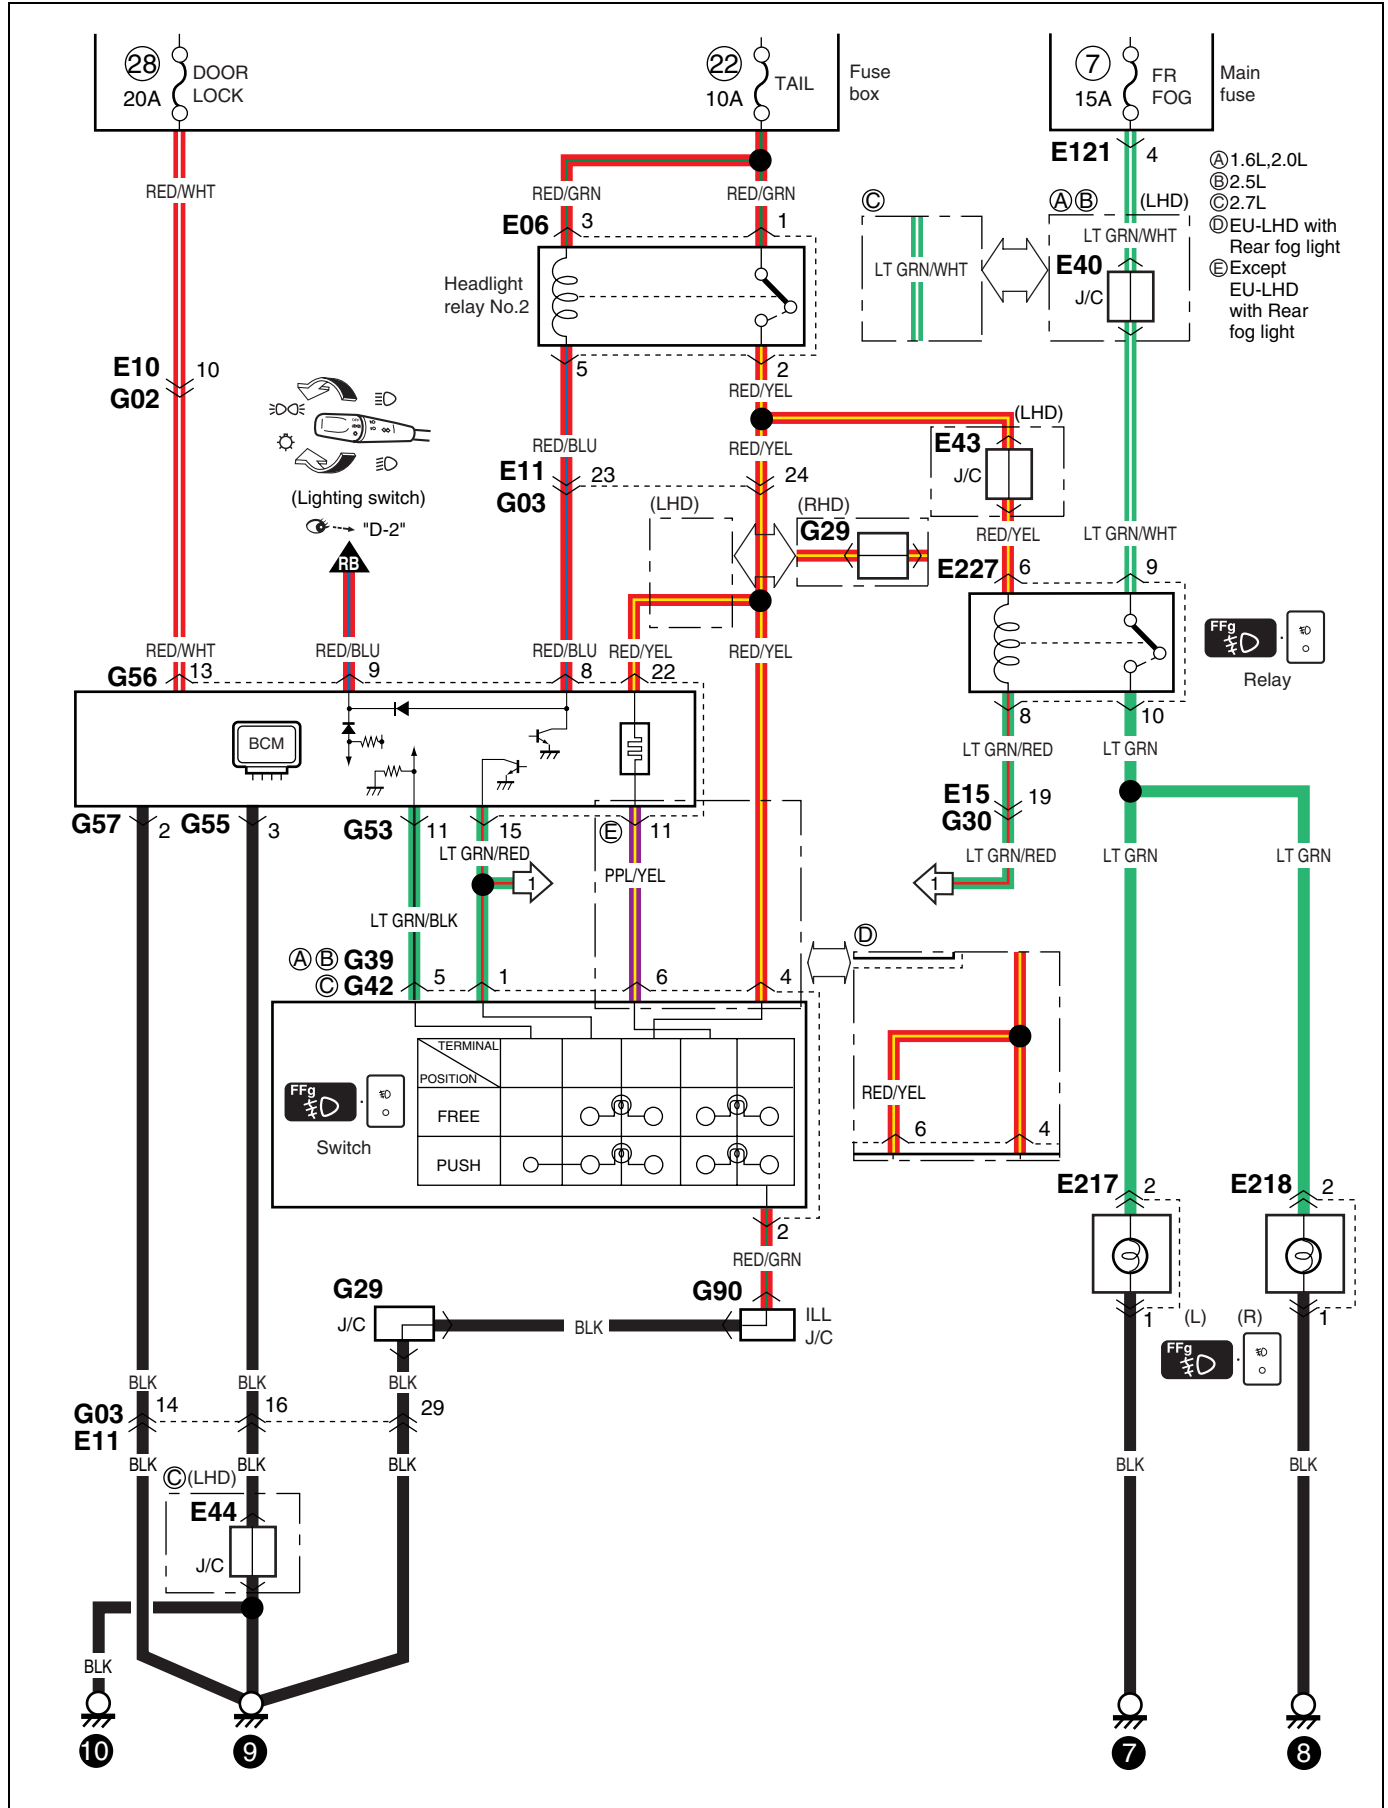 28
DOOR
LOCK
20A
22
TAIL
10A
Fuse
box
7
FR
FOG
15A
Main
fuse
E121
4
A 1.6L,2.0L
B 2.5L
C 2.7L
D EU-LHD with
Rear fog light
E Except
EU-LHD
with Rear
fog light
RED/WHT
RED/GRN
RED/GRN
C
A B
(LHD)
E06
3
1
LT GRN/WHT
LT GRN/WHT
E40
J/C
Headlight
relay No.2
5
2
E10
10
G02
RED/YEL
(LHD)
RED/BLU
RED/YEL
E43
J/C
E11
23
24
G03
(Lighting switch)
"D-2"
(LHD)
(RHD)
G29
RED/YEL
LT GRN/WHT
RB
E227
6
9
FFg
Relay
RED/WHT
RED/BLU
RED/BLU
RED/YEL
RED/YEL
G56
13
9
8
22
BCM
8
10
LT GRN/RED
LT GRN
E15
19
G30
G57
2
G55
3
G53
11
15
E
11
LT GRN/RED
LT GRN/RED
LT GRN
LT GRN
1
1
PPL/YEL
LT GRN/BLK
D
A B G39
C G42
5
1
6
4
TERMINAL
POSITION
FREE
PUSH
FFg
Switch
RED/YEL
6
4
E217
2
E218
2
2
RED/GRN
G29
J/C
BLK
G90
ILL
J/C
1
(L)
(R)
1
FFg
BLK
BLK
BLK
G03
14
16
29
E11
BLK
BLK
BLK
BLK
BLK
C (LHD)
E44
J/C
BLK
10
9
7
8